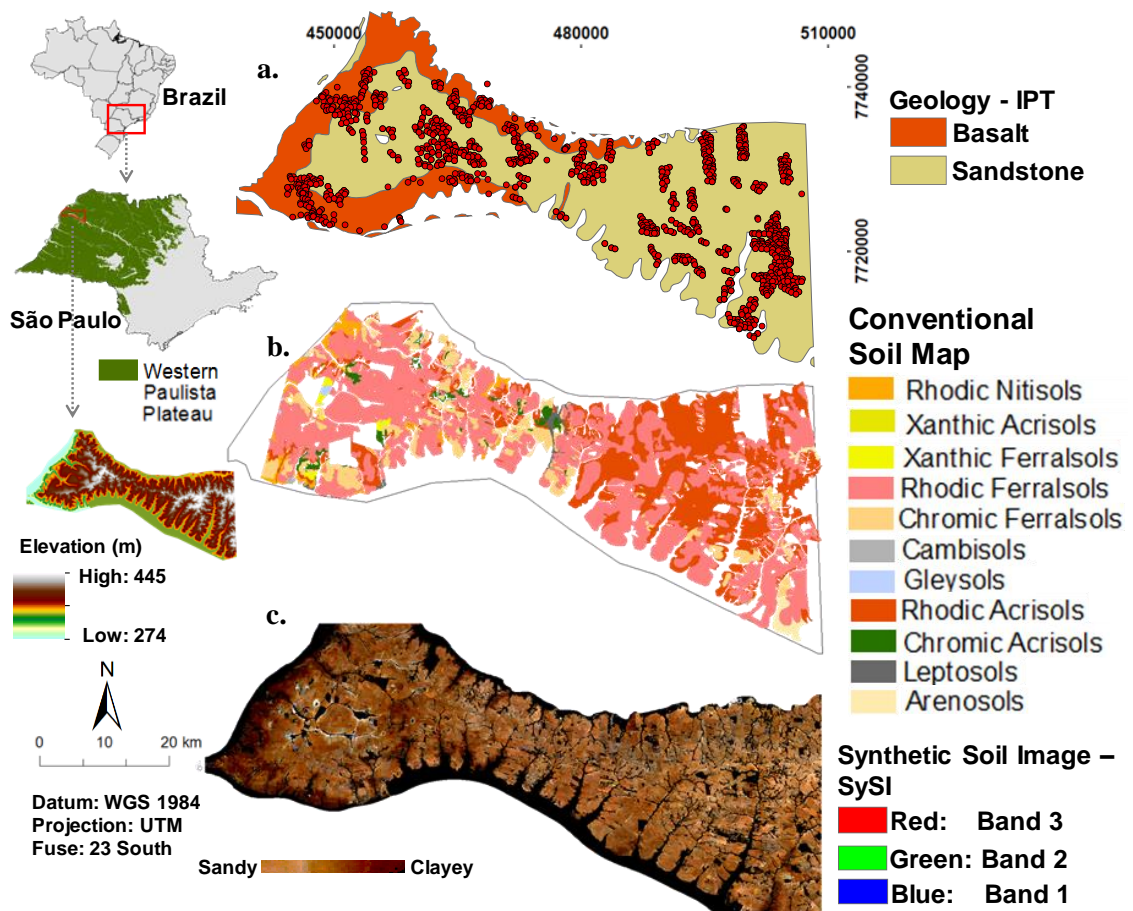 450000
480000
510000
a.
7740000
7720000
Brazil
Geology - IPT
Basalt
Sandstone
São Paulo
Western
Paulista
Plateau
b.
Conventional
Soil Map
Rhodic Nitisols
Xanthic Acrisols
Xanthic Ferralsols
Rhodic Ferralsols
Chromic Ferralsols
Cambisols
Gleysols
Rhodic Acrisols
Chromic Acrisols
Leptosols
Arenosols
Elevation (m)
High: 445
Low: 274
c.
N
0 10 20 km
Datum: WGS 1984
Projection: UTM
Fuse: 23 South
Sandy Clayey
Synthetic Soil Image –
SySI
Red: Band 3
Green: Band 2
Blue: Band 1